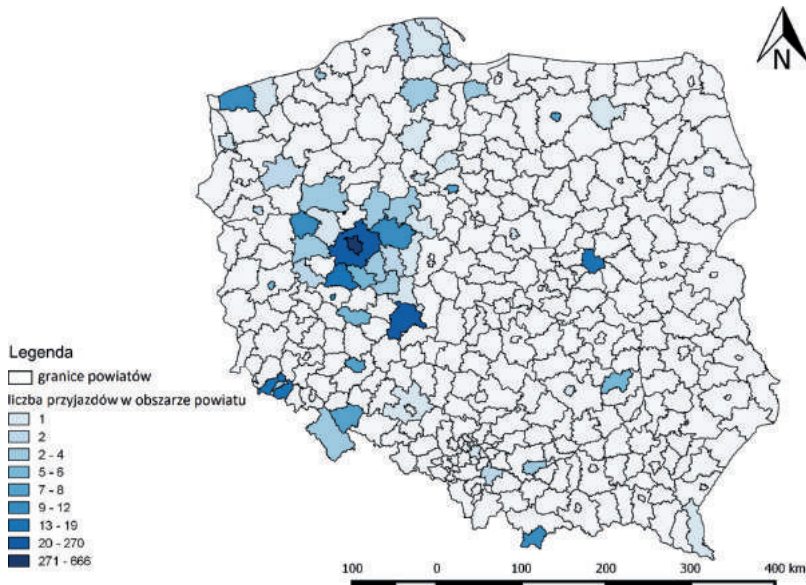 N
Legenda
granice powiatów
liczba przyjazdów w obszarze powiatu
1
2
2 - 4
5 - 6
7 - 8
9 - 12
13 - 19
20 - 270
271 - 666
100 0 100 200 300 400 km